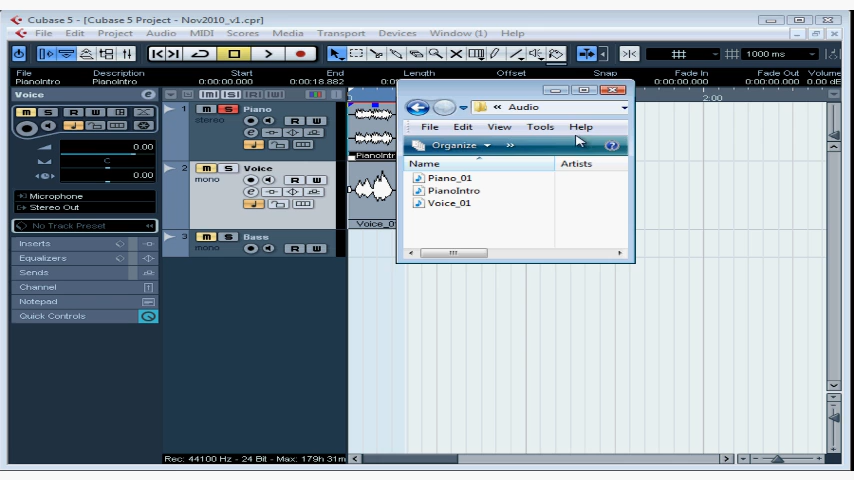 Cubase 5 - [Cubase 5 Project - Nov2010_v1.cpr]
File Edit Project Audio MIDI Scores Media Transport Devices Window (1) Help
1000 ms
File Description Start End Length Offset Snap Fade In Fade Out Volume
PianoIntro PianoIntro 0:00:00.000 0:00:18.882 0:00:00.000 0:00:00.000 0.00 dB
Voice
2:00
m S R W
0.00
C
0.00
Microphone
Stereo Out
No Track Preset
Inserts
Equalizers
Sends
Channel
Notepad
Quick Controls
1 m S Piano
stereo
R W
PianoIntr
2 m S Voice
mono
R W
Voice_0
3 m S Bass
mono
R W
Audio
File Edit View Tools Help
Organize
Name Artists
Piano_01
PianoIntro
Voice_01
Rec: 44100 Hz - 24 Bit - Max: 179h 31m